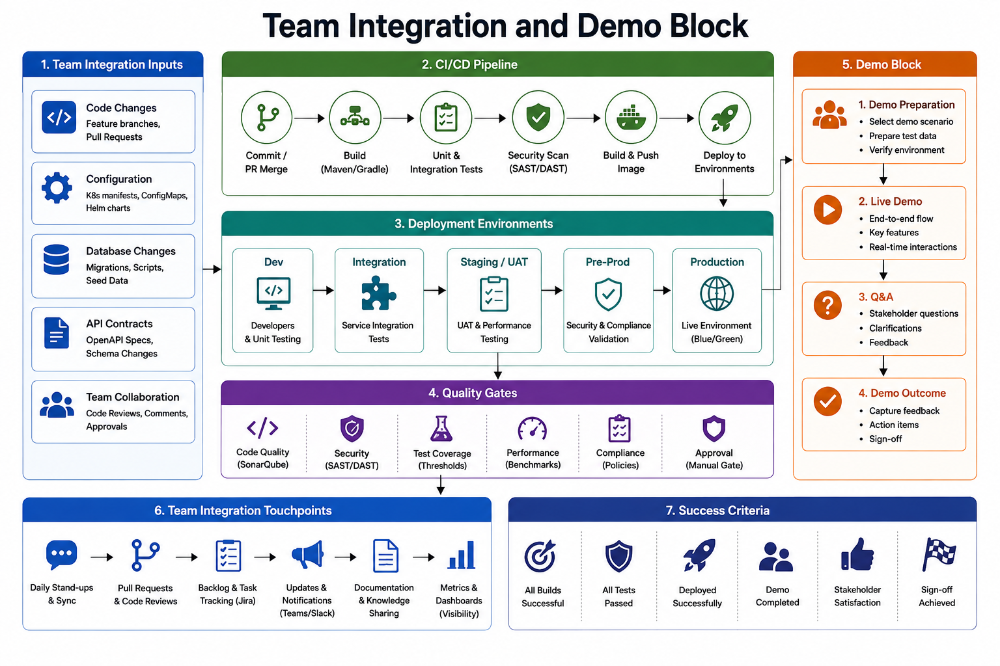 Team Integration and Demo Block
1. Team Integration Inputs
Code Changes
Feature branches,
Pull Requests
Configuration
K8s manifests, ConfigMaps,
Helm charts
Database Changes
Migrations, Scripts,
Seed Data
API Contracts
OpenAPI Specs,
Schema Changes
Team Collaboration
Code Reviews, Comments,
Approvals
2. CI/CD Pipeline
Commit /
PR Merge
Build
(Maven/Gradle)
Unit &
Integration Tests
Security Scan
(SAST/DAST)
Build & Push
Image
Deploy to
Environments
3. Deployment Environments
Dev
Developers
& Unit Testing
Integration
Service Integration
Tests
Staging / UAT
UAT & Performance
Testing
Pre-Prod
Security & Compliance
Validation
Production
Live Environment
(Blue/Green)
4. Quality Gates
Code Quality
(SonarQube)
Security
(SAST/DAST)
Test Coverage
(Thresholds)
Performance
(Benchmarks)
Compliance
(Policies)
Approval
(Manual Gate)
5. Demo Block
1. Demo Preparation
• Select demo scenario
• Prepare test data
• Verify environment
2. Live Demo
• End-to-end flow
• Key features
• Real-time interactions
3. Q&A
• Stakeholder questions
• Clarifications
• Feedback
4. Demo Outcome
• Capture feedback
• Action items
• Sign-off
6. Team Integration Touchpoints
Daily Stand-ups
& Sync
Pull Requests
& Code Reviews
Backlog & Task
Tracking (Jira)
Updates &
Notifications
(Teams/Slack)
Documentation
& Knowledge
Sharing
Metrics &
Dashboards
(Visibility)
7. Success Criteria
All Builds
Successful
All Tests
Passed
Deployed
Successfully
Demo
Completed
Stakeholder
Satisfaction
Sign-off
Achieved